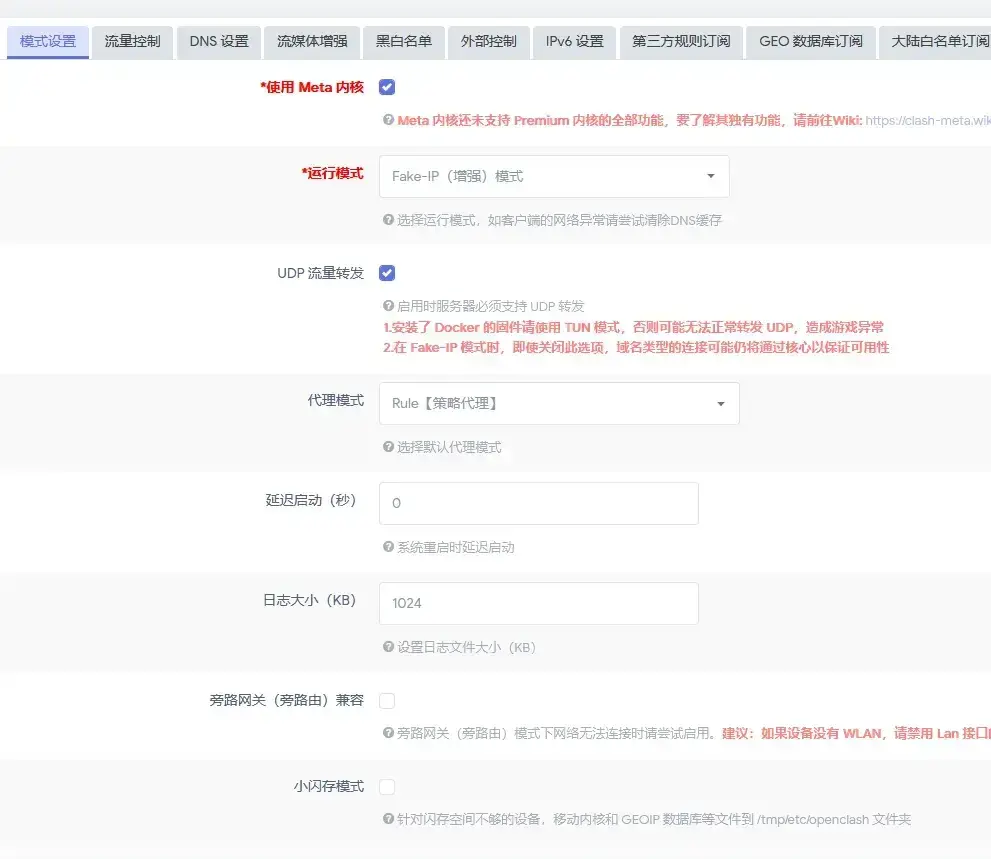 模式设置 流量控制 DNS 设置 流媒体增强 黑白名单 外部控制 IPv6 设置 第三方规则订阅 GEO 数据库订阅 大陆白名单订阅
*使用 Meta 内核
Meta 内核还未支持 Premium 内核的全部功能，要了解其独有功能，请前往Wiki: https://clash-meta.wik
*运行模式 Fake-IP（增强）模式
选择运行模式，如客户端的网络异常请尝试清除DNS缓存
UDP 流量转发
启用时服务器必须支持 UDP 转发
1.安装了 Docker 的固件请使用 TUN 模式，否则可能无法正常转发 UDP，造成游戏异常
2.在 Fake-IP 模式时，即使关闭此选项，域名类型的连接可能仍将通过核心以保证可用性
代理模式 Rule【策略代理】
选择默认代理模式
延迟启动（秒） 0
系统重启时延迟启动
日志大小（KB） 1024
设置日志文件大小（KB）
旁路网关（旁路由）兼容
旁路网关（旁路由）模式下网络无法连接时请尝试启用。建议：如果设备没有 WLAN，请禁用 Lan 接口
小闪存模式
针对闪存空间不够的设备，移动内核和 GEOIP 数据库等文件到 /tmp/etc/openclash 文件夹